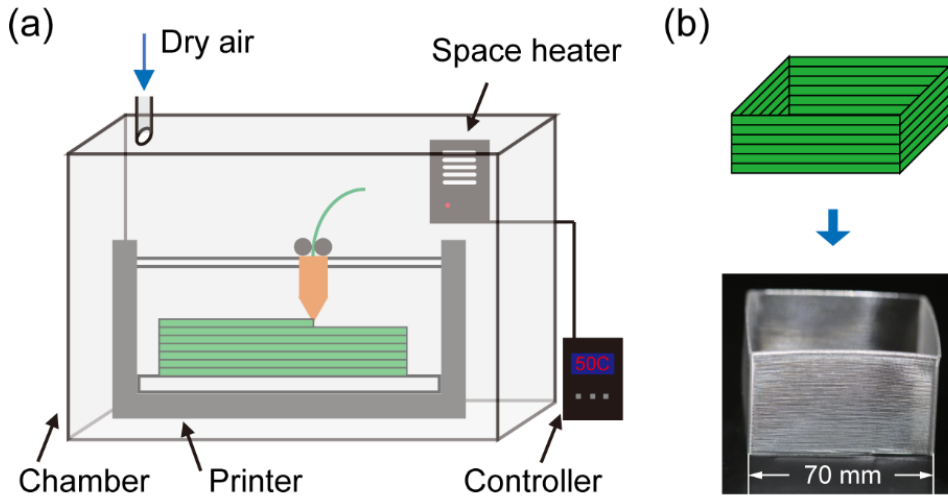 (a)
Dry air
Space heater
50C
Chamber
Printer
Controller
(b)
70 mm